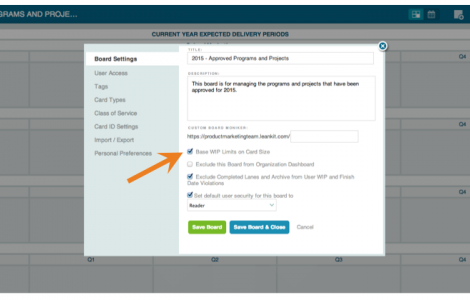 GRAMS AND PROJE...
CURRENT YEAR EXPECTED DELIVERY PERIODS
Q4
Board Settings
User Access
Tags
Card Types
Class of Service
Card ID Settings
Import / Export
Personal Preferences
TITLE:
2015 - Approved Programs and Projects
DESCRIPTION:
This board is for managing the programs and projects that have been
approved for 2015.
CUSTOM BOARD MONIKER:
https://productmarketingteam.leankit.com/
Base WIP Limits on Card Size
Exclude this Board from Organization Dashboard
Exclude Completed Lanes and Archive from User WIP and Finish
Date Violations
Set default user security for this board to
Reader
Save Board Save Board & Close Cancel
Q4
Q4
Q1 Q2 Q3 Q4